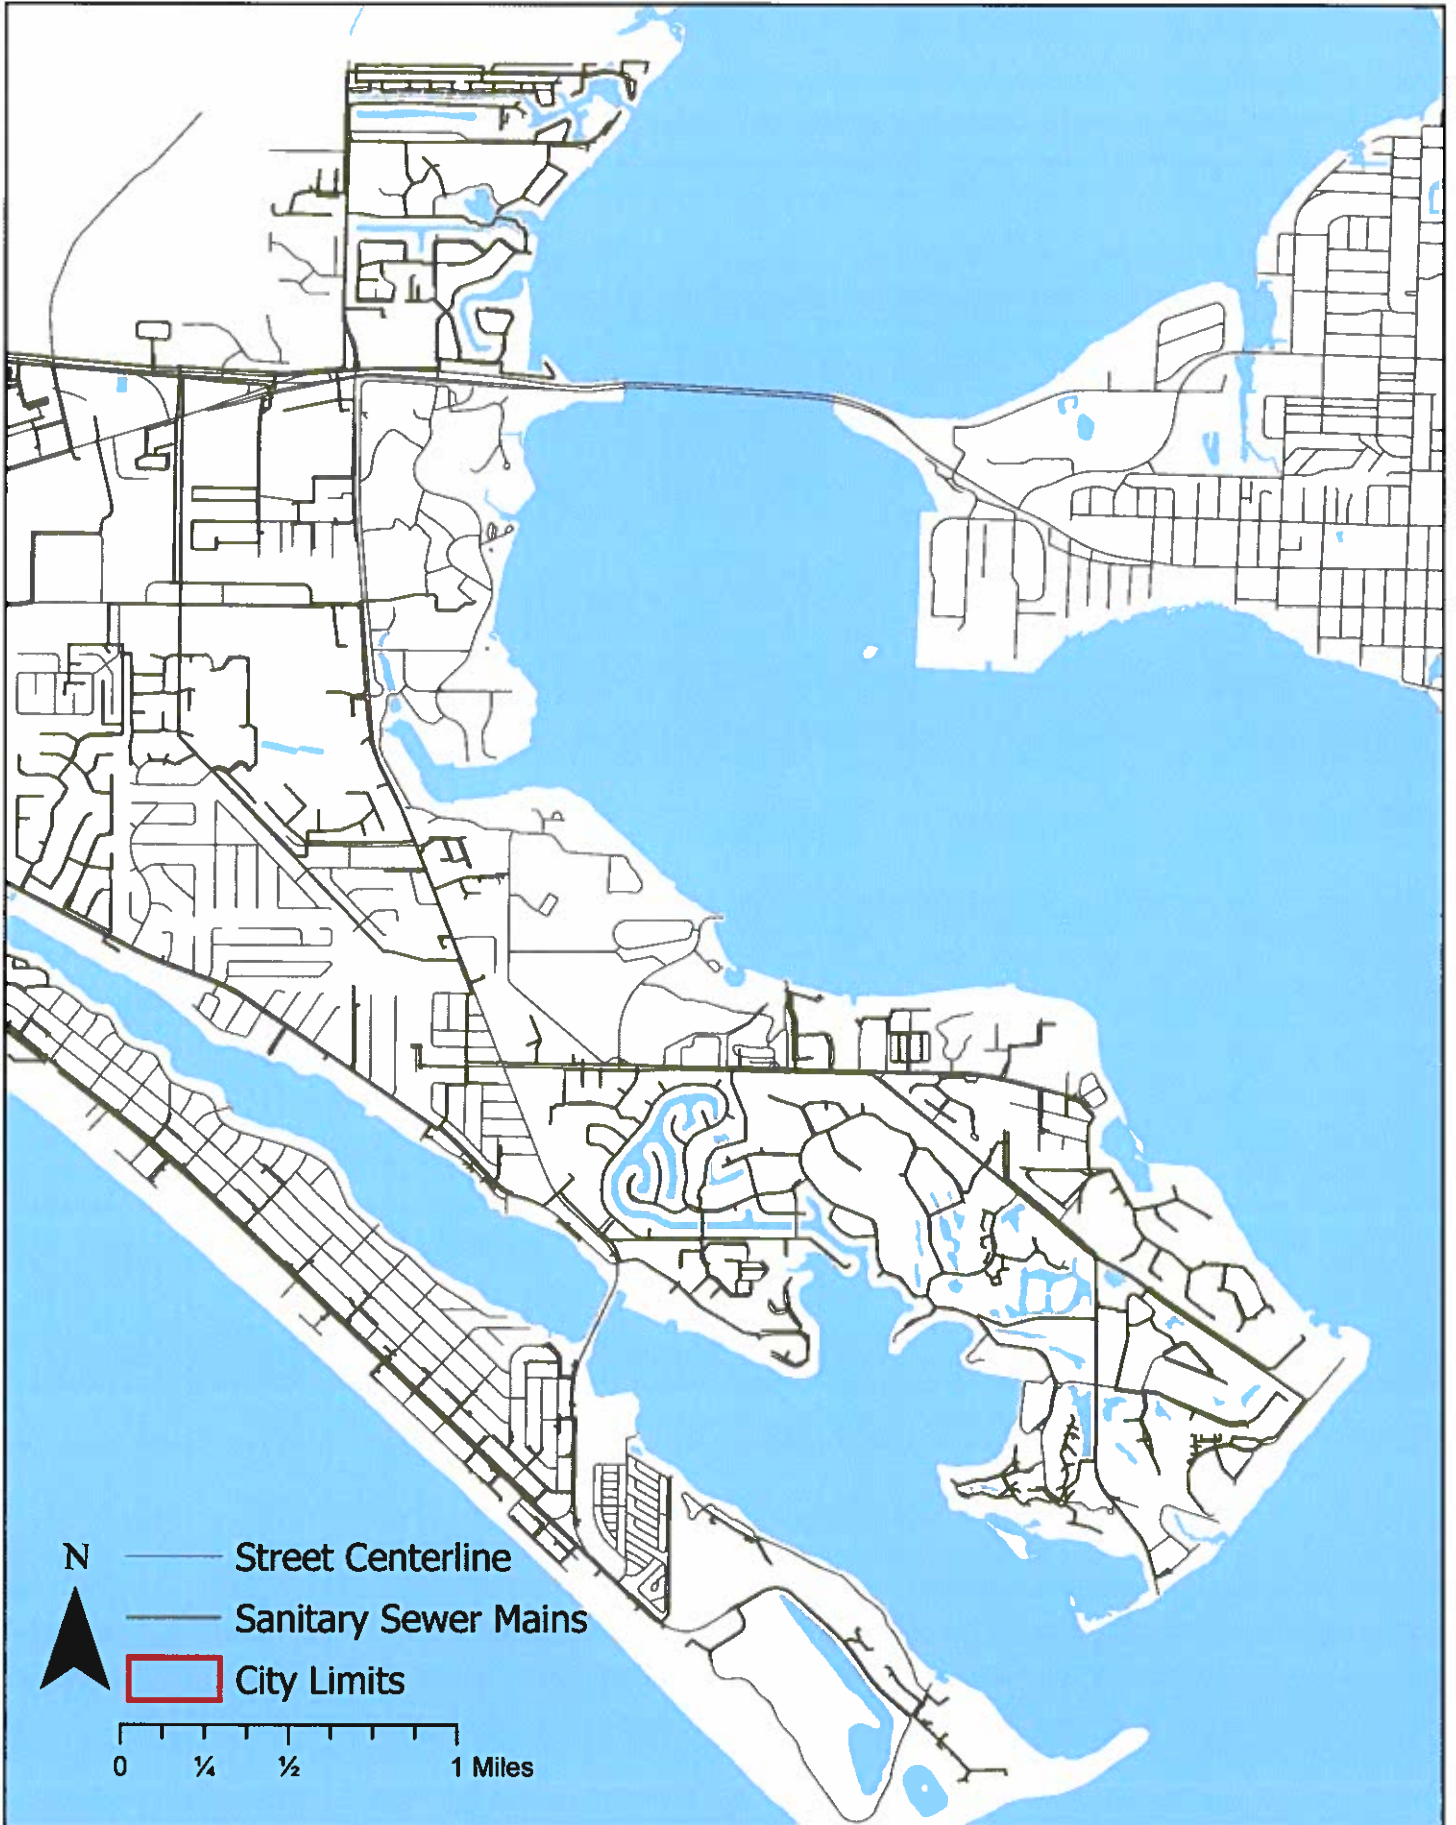 N
Street Centerline
Sanitary Sewer Mains
City Limits
0 ¼ ½ 1 Miles